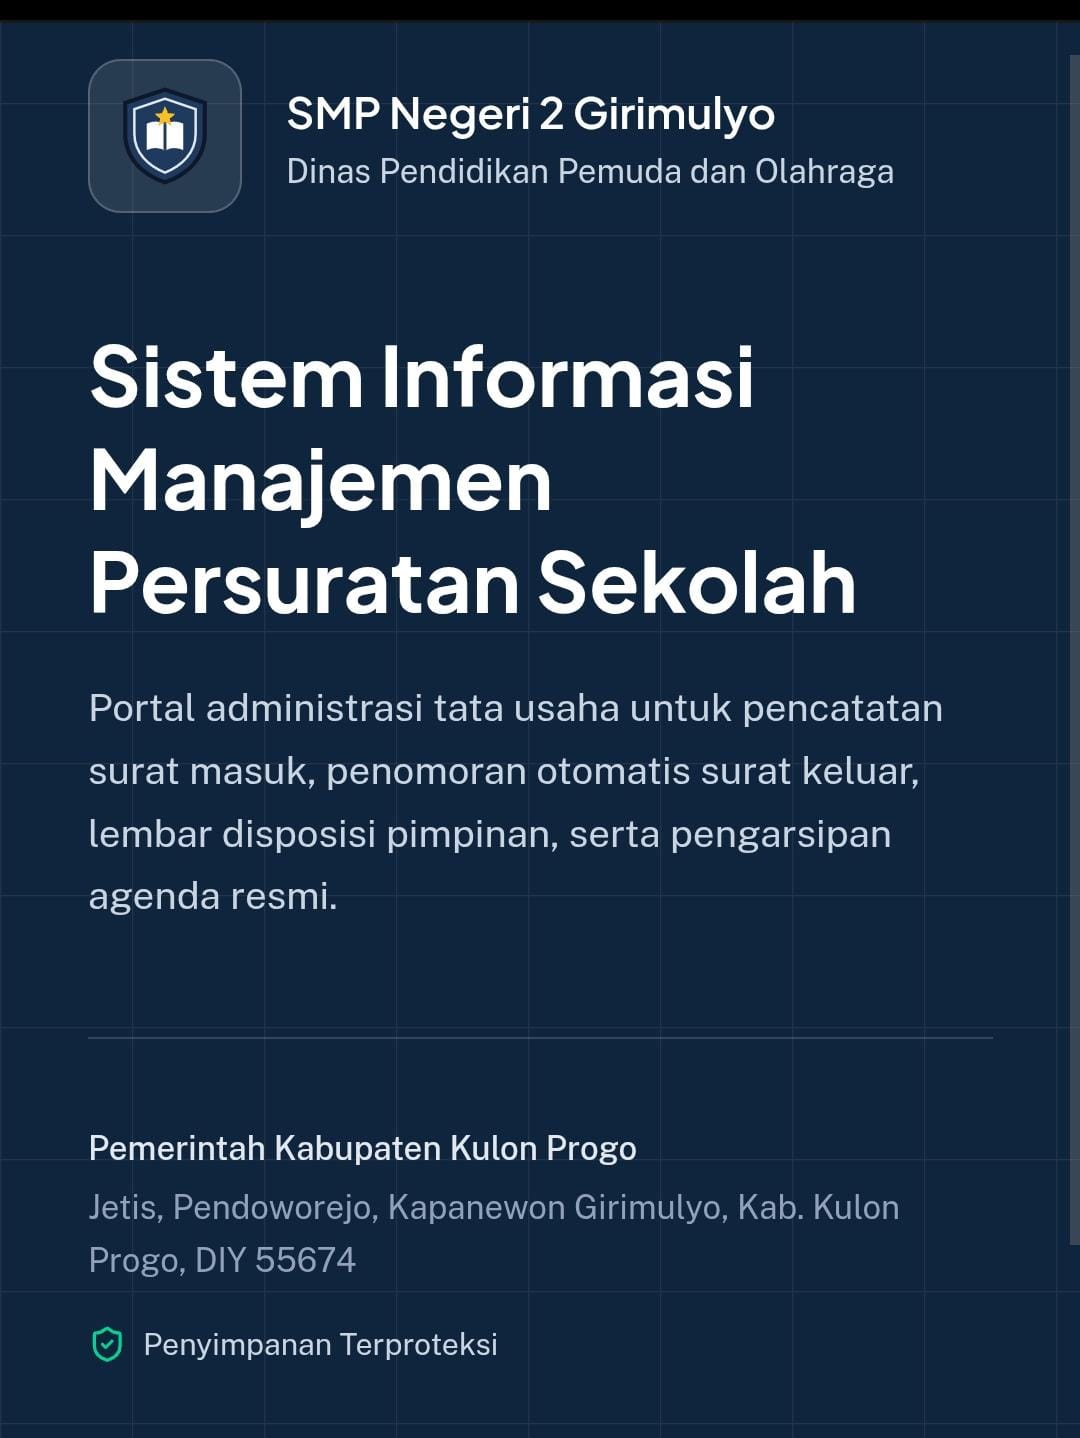 SMP Negeri 2 Girimulyo
Dinas Pendidikan Pemuda dan Olahraga
Sistem Informasi
Manajemen
Persuratan Sekolah
Portal administrasi tata usaha untuk pencatatan
surat masuk, penomoran otomatis surat keluar,
lembar disposisi pimpinan, serta pengarsipan
agenda resmi.
Pemerintah Kabupaten Kulon Progo
Jetis, Pendoworejo, Kapanewon Girimulyo, Kab. Kulon
Progo, DIY 55674
Penyimpanan Terproteksi